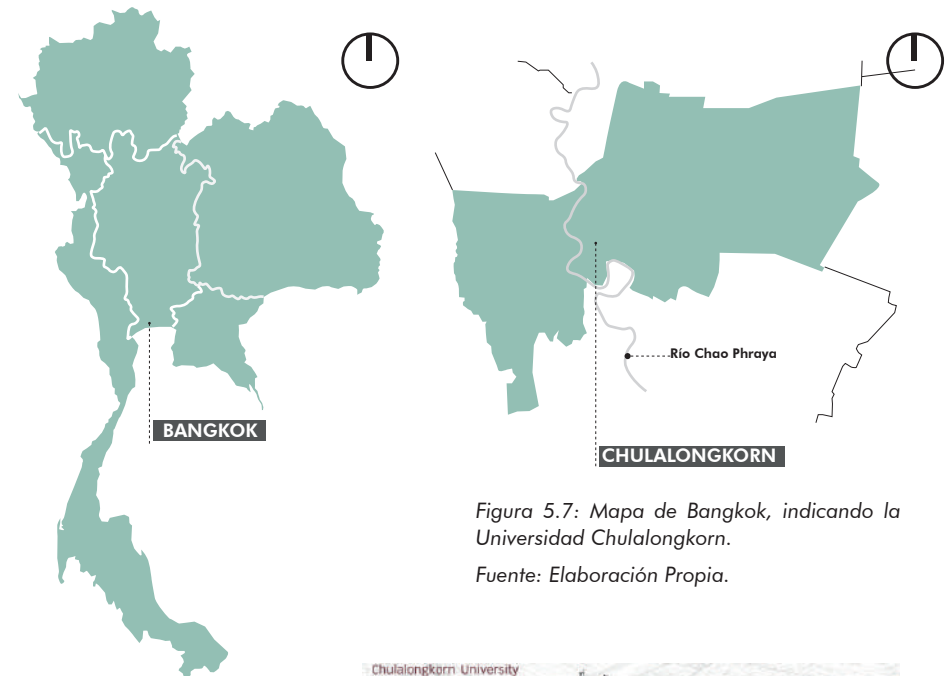 Río Chao Phraya
BANGKOK
CHULALONGKORN
Figura 5.7: Mapa de Bangkok, indicando la
Universidad Chulalongkorn.
Fuente: Elaboración Propia.
Chulalongkorn University